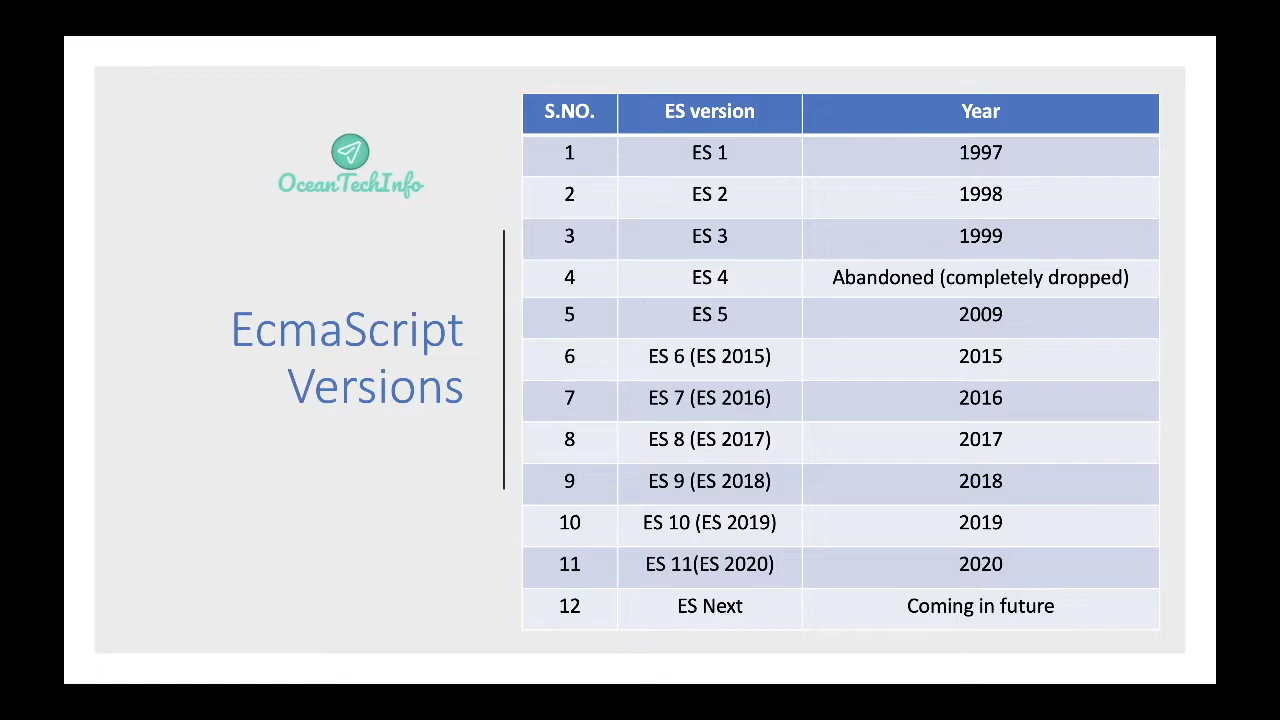 OceanTechInfo
EcmaScript
Versions
S.NO. ES version Year
1 ES 1 1997
2 ES 2 1998
3 ES 3 1999
4 ES 4 Abandoned (completely dropped)
5 ES 5 2009
6 ES 6 (ES 2015) 2015
7 ES 7 (ES 2016) 2016
8 ES 8 (ES 2017) 2017
9 ES 9 (ES 2018) 2018
10 ES 10 (ES 2019) 2019
11 ES 11(ES 2020) 2020
12 ES Next Coming in future